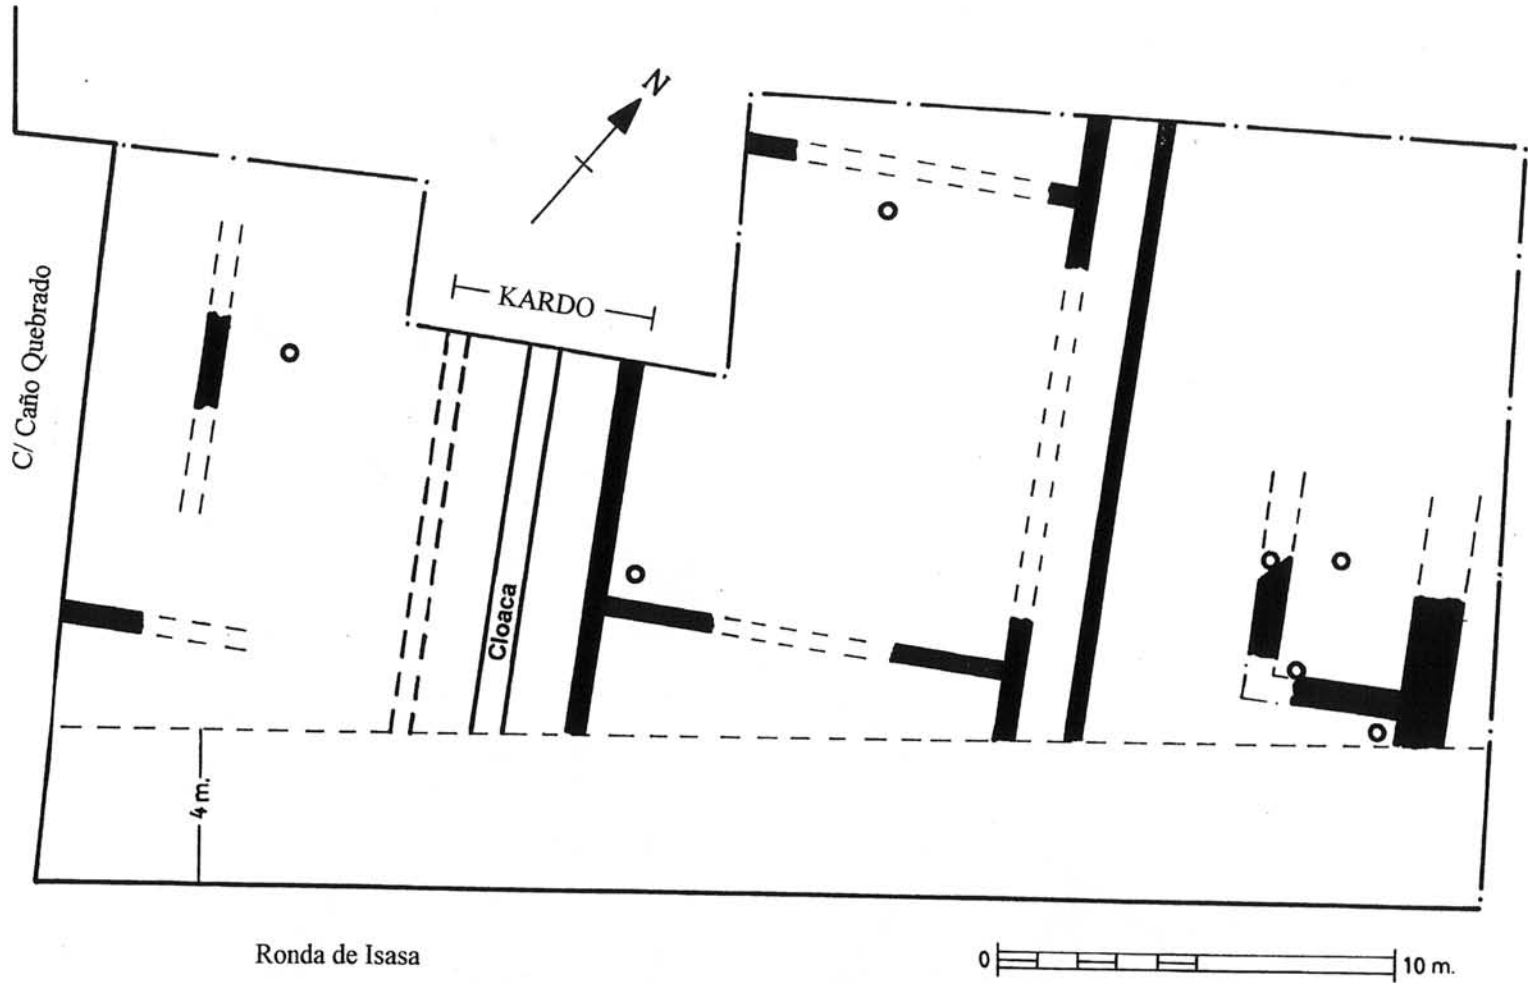 N
KARDO
C/ Caño Quebrado
Cloaca
4 m.
Ronda de Isasa
0
10 m.